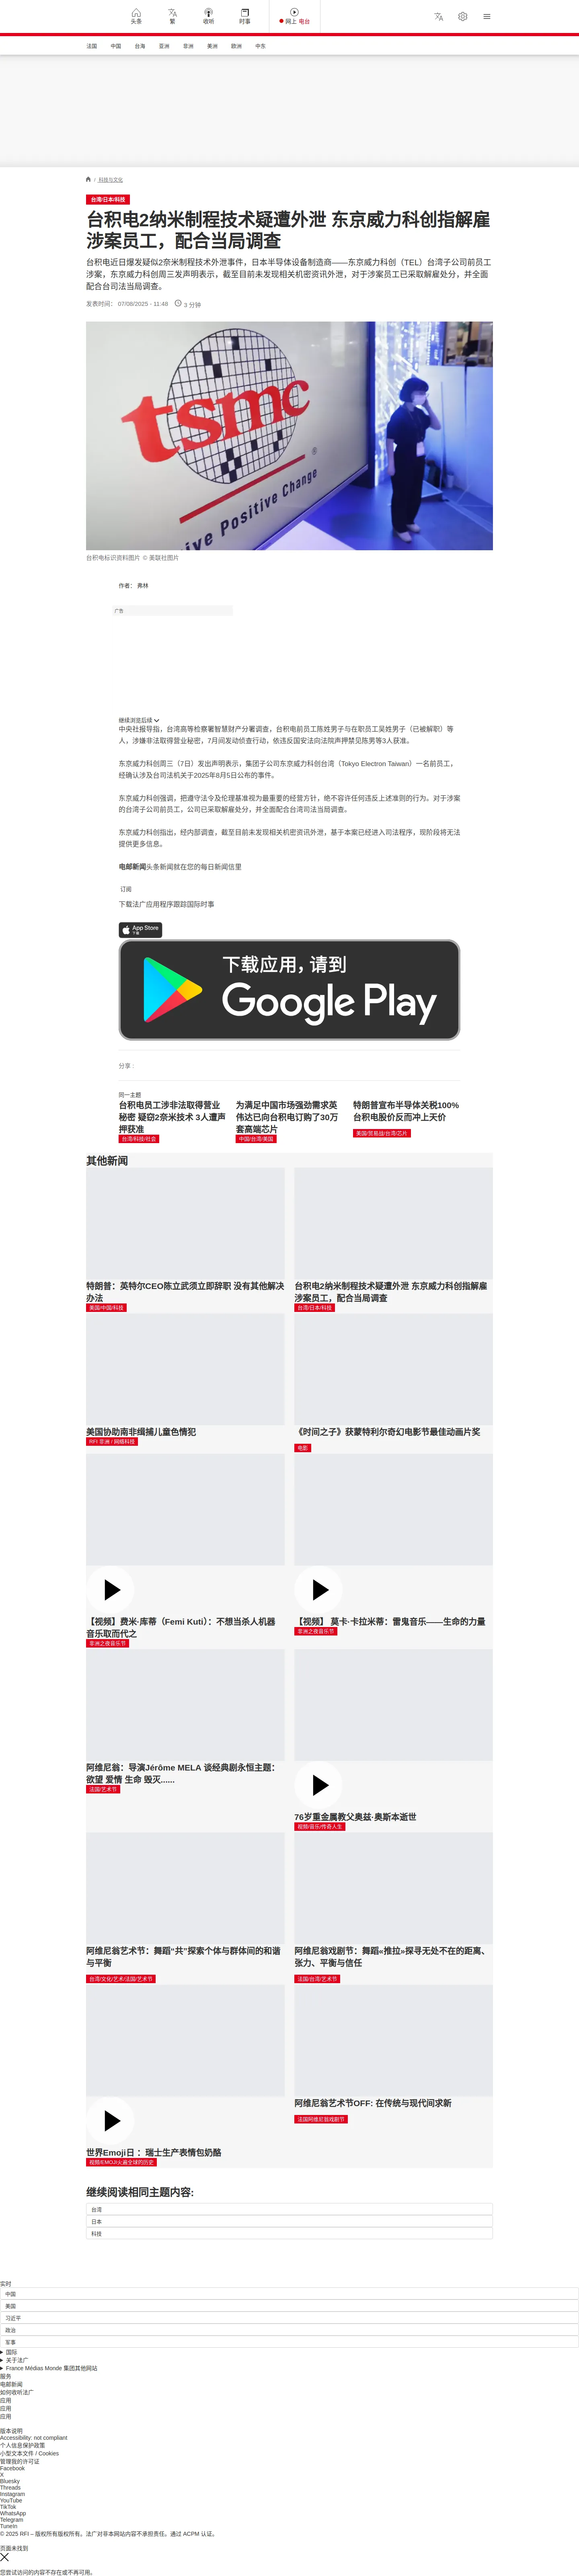 头条
繁
收听
时事
网上 电台
法国
中国
台海
亚洲
非洲
美洲
欧洲
中东
/ 科技与文化
台湾/日本/科技
台积电2纳米制程技术疑遭外泄 东京威力科创指解雇
涉案员工，配合当局调查
台积电近日爆发疑似2奈米制程技术外泄事件，日本半导体设备制造商——东京威力科创（TEL）台湾子公司前员工
涉案，东京威力科创周三发声明表示，截至目前未发现相关机密资讯外泄，对于涉案员工已采取解雇处分，并全面
配合台司法当局调查。
发表时间： 07/08/2025 - 11:48
3 分钟
tsmc
ive Positive Change
台积电标识资料图片 © 美联社图片
作者： 弗林
广告
继续浏览后续
中央社报导指，台湾高等检察署智慧财产分署调查，台积电前员工陈姓男子与在职员工吴姓男子（已被解职）等
人，涉嫌非法取得营业秘密，7月间发动侦查行动，依违反国安法向法院声押禁见陈男等3人获准。
东京威力科创周三（7日）发出声明表示，集团子公司东京威力科创台湾（Tokyo Electron Taiwan）一名前员工，
经确认涉及台司法机关于2025年8月5日公布的事件。
东京威力科创强调，把遵守法令及伦理基准视为最重要的经营方针，绝不容许任何违反上述准则的行为。对于涉案
的台湾子公司前员工，公司已采取解雇处分，并全面配合台湾司法当局调查。
东京威力科创指出，经内部调查，截至目前未发现相关机密资讯外泄，基于本案已经进入司法程序，现阶段将无法
提供更多信息。
电邮新闻头条新闻就在您的每日新闻信里
订阅
下载法广应用程序跟踪国际时事
App Store
下载
下载应用，请到
Google Play
分享 :
同一主题
台积电员工涉非法取得营业
秘密 疑窃2奈米技术 3人遭声
押获准
台湾/科技/社会
为满足中国市场强劲需求英
伟达已向台积电订购了30万
套高端芯片
中国/台湾/美国
特朗普宣布半导体关税100%
台积电股价反而冲上天价
美国/贸易战/台湾/芯片
其他新闻
特朗普：英特尔CEO陈立武须立即辞职 没有其他解决
办法
美国/中国/科技
台积电2纳米制程技术疑遭外泄 东京威力科创指解雇
涉案员工，配合当局调查
台湾/日本/科技
美国协助南非缉捕儿童色情犯
RFI 非洲 / 网络科技
《时间之子》获蒙特利尔奇幻电影节最佳动画片奖
电影
【视频】费米·库蒂（Femi Kuti）：不想当杀人机器
音乐取而代之
非洲之夜音乐节
【视频】 莫卡·卡拉米蒂：雷鬼音乐——生命的力量
非洲之夜音乐节
阿维尼翁：导演Jérôme MELA 谈经典剧永恒主题：
欲望 爱情 生命 毁灭......
法国/艺术节
76岁重金属教父奥兹·奥斯本逝世
视频/音乐/传奇人生
阿维尼翁艺术节：舞蹈“共”探索个体与群体间的和谐
与平衡
台湾/文化/艺术/法国/艺术节
阿维尼翁戏剧节：舞蹈«推拉»探寻无处不在的距离、
张力、平衡与信任
法国/台湾/艺术节
世界Emoji日 ： 瑞士生产表情包奶酪
视频/EMOJI火遍全球的历史
阿维尼翁艺术节OFF: 在传统与现代间求新
法国阿维尼翁戏剧节
继续阅读相同主题内容:
台湾
日本
科技
实时
中国
美国
习近平
政治
军事
国际
关于法广
France Médias Monde 集团其他网站
服务
电邮新闻
如何收听法广
应用
应用
应用
版本说明
Accessibility: not compliant
个人信息保护政策
小型文本文件 / Cookies
管理我的许可证
Facebook
X
Bluesky
Threads
Instagram
YouTube
TikTok
WhatsApp
Telegram
TuneIn
© 2025 RFI – 版权所有版权所有。法广对非本网站内容不承担责任。通过 ACPM 认证。
页面未找到
您尝试访问的内容不存在或不再可用。